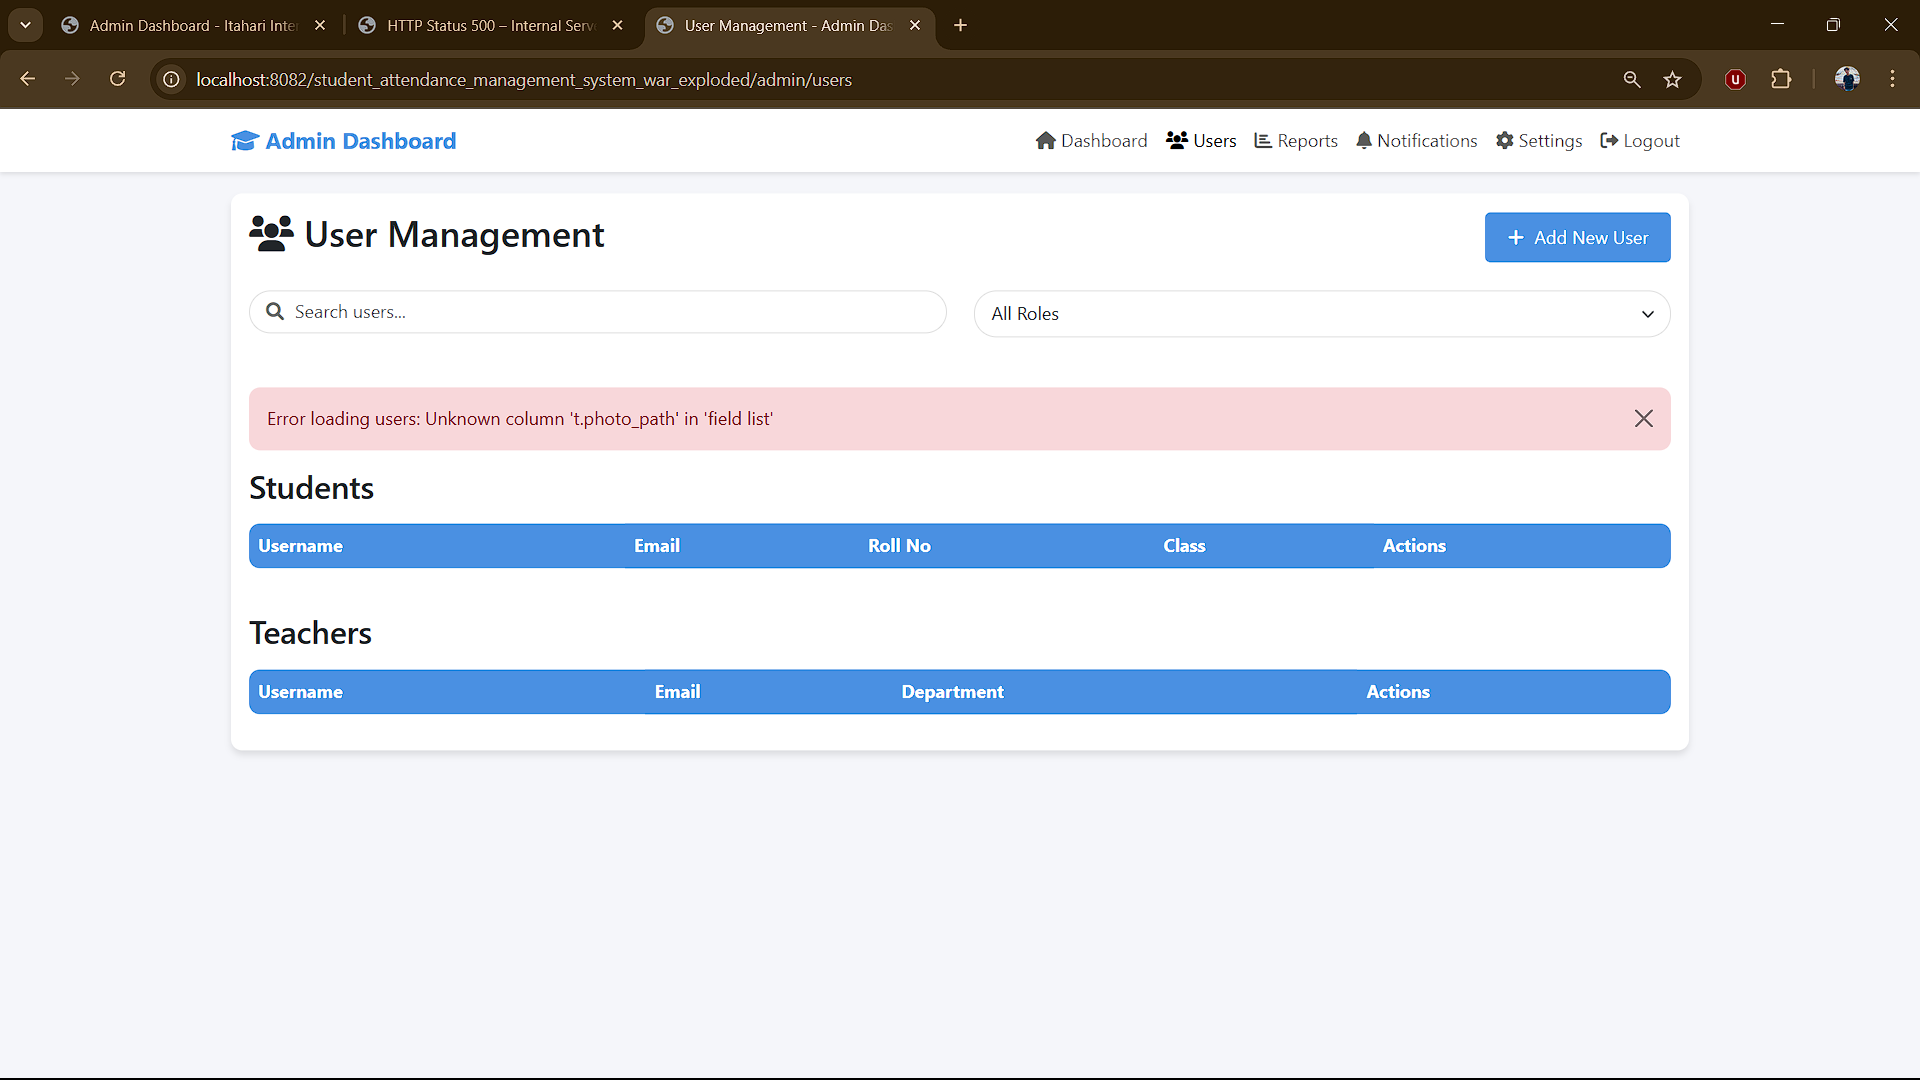 Admin Dashboard - Itahari Inte
HTTP Status 500 – Internal Serv
User Management - Admin Das
localhost:8082/student_attendance_management_system_war_exploded/admin/users
Admin Dashboard
Dashboard
Users
Reports
Notifications
Settings
Logout
User Management
Add New User
Search users...
All Roles
Error loading users: Unknown column 't.photo_path' in 'field list'
Students
Username Email Roll No Class Actions
Teachers
Username Email Department Actions